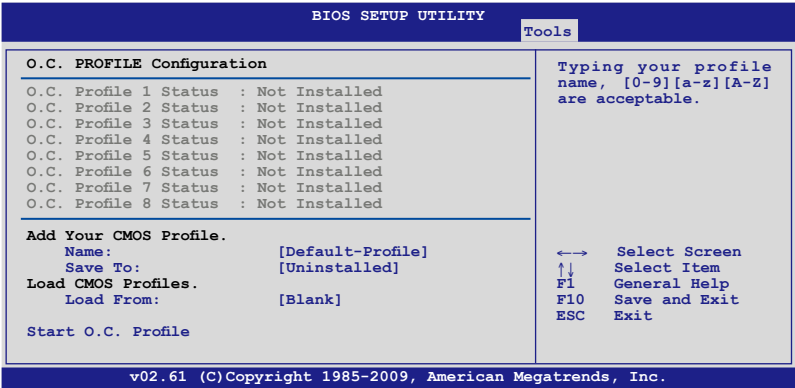 BIOS SETUP UTILITY
Tools
O.C. PROFILE Configuration
O.C. Profile 1 Status : Not Installed
O.C. Profile 2 Status : Not Installed
O.C. Profile 3 Status : Not Installed
O.C. Profile 4 Status : Not Installed
O.C. Profile 5 Status : Not Installed
O.C. Profile 6 Status : Not Installed
O.C. Profile 7 Status : Not Installed
O.C. Profile 8 Status : Not Installed
Add Your CMOS Profile.
Name: [Default-Profile]
Save To: [Uninstalled]
Load CMOS Profiles.
Load From: [Blank]
Start O.C. Profile
Typing your profile
name, [0-9][a-z][A-Z]
are acceptable.
←→ Select Screen
↑↓ Select Item
F1 General Help
F10 Save and Exit
ESC Exit
v02.61 (C)Copyright 1985-2009, American Megatrends, Inc.